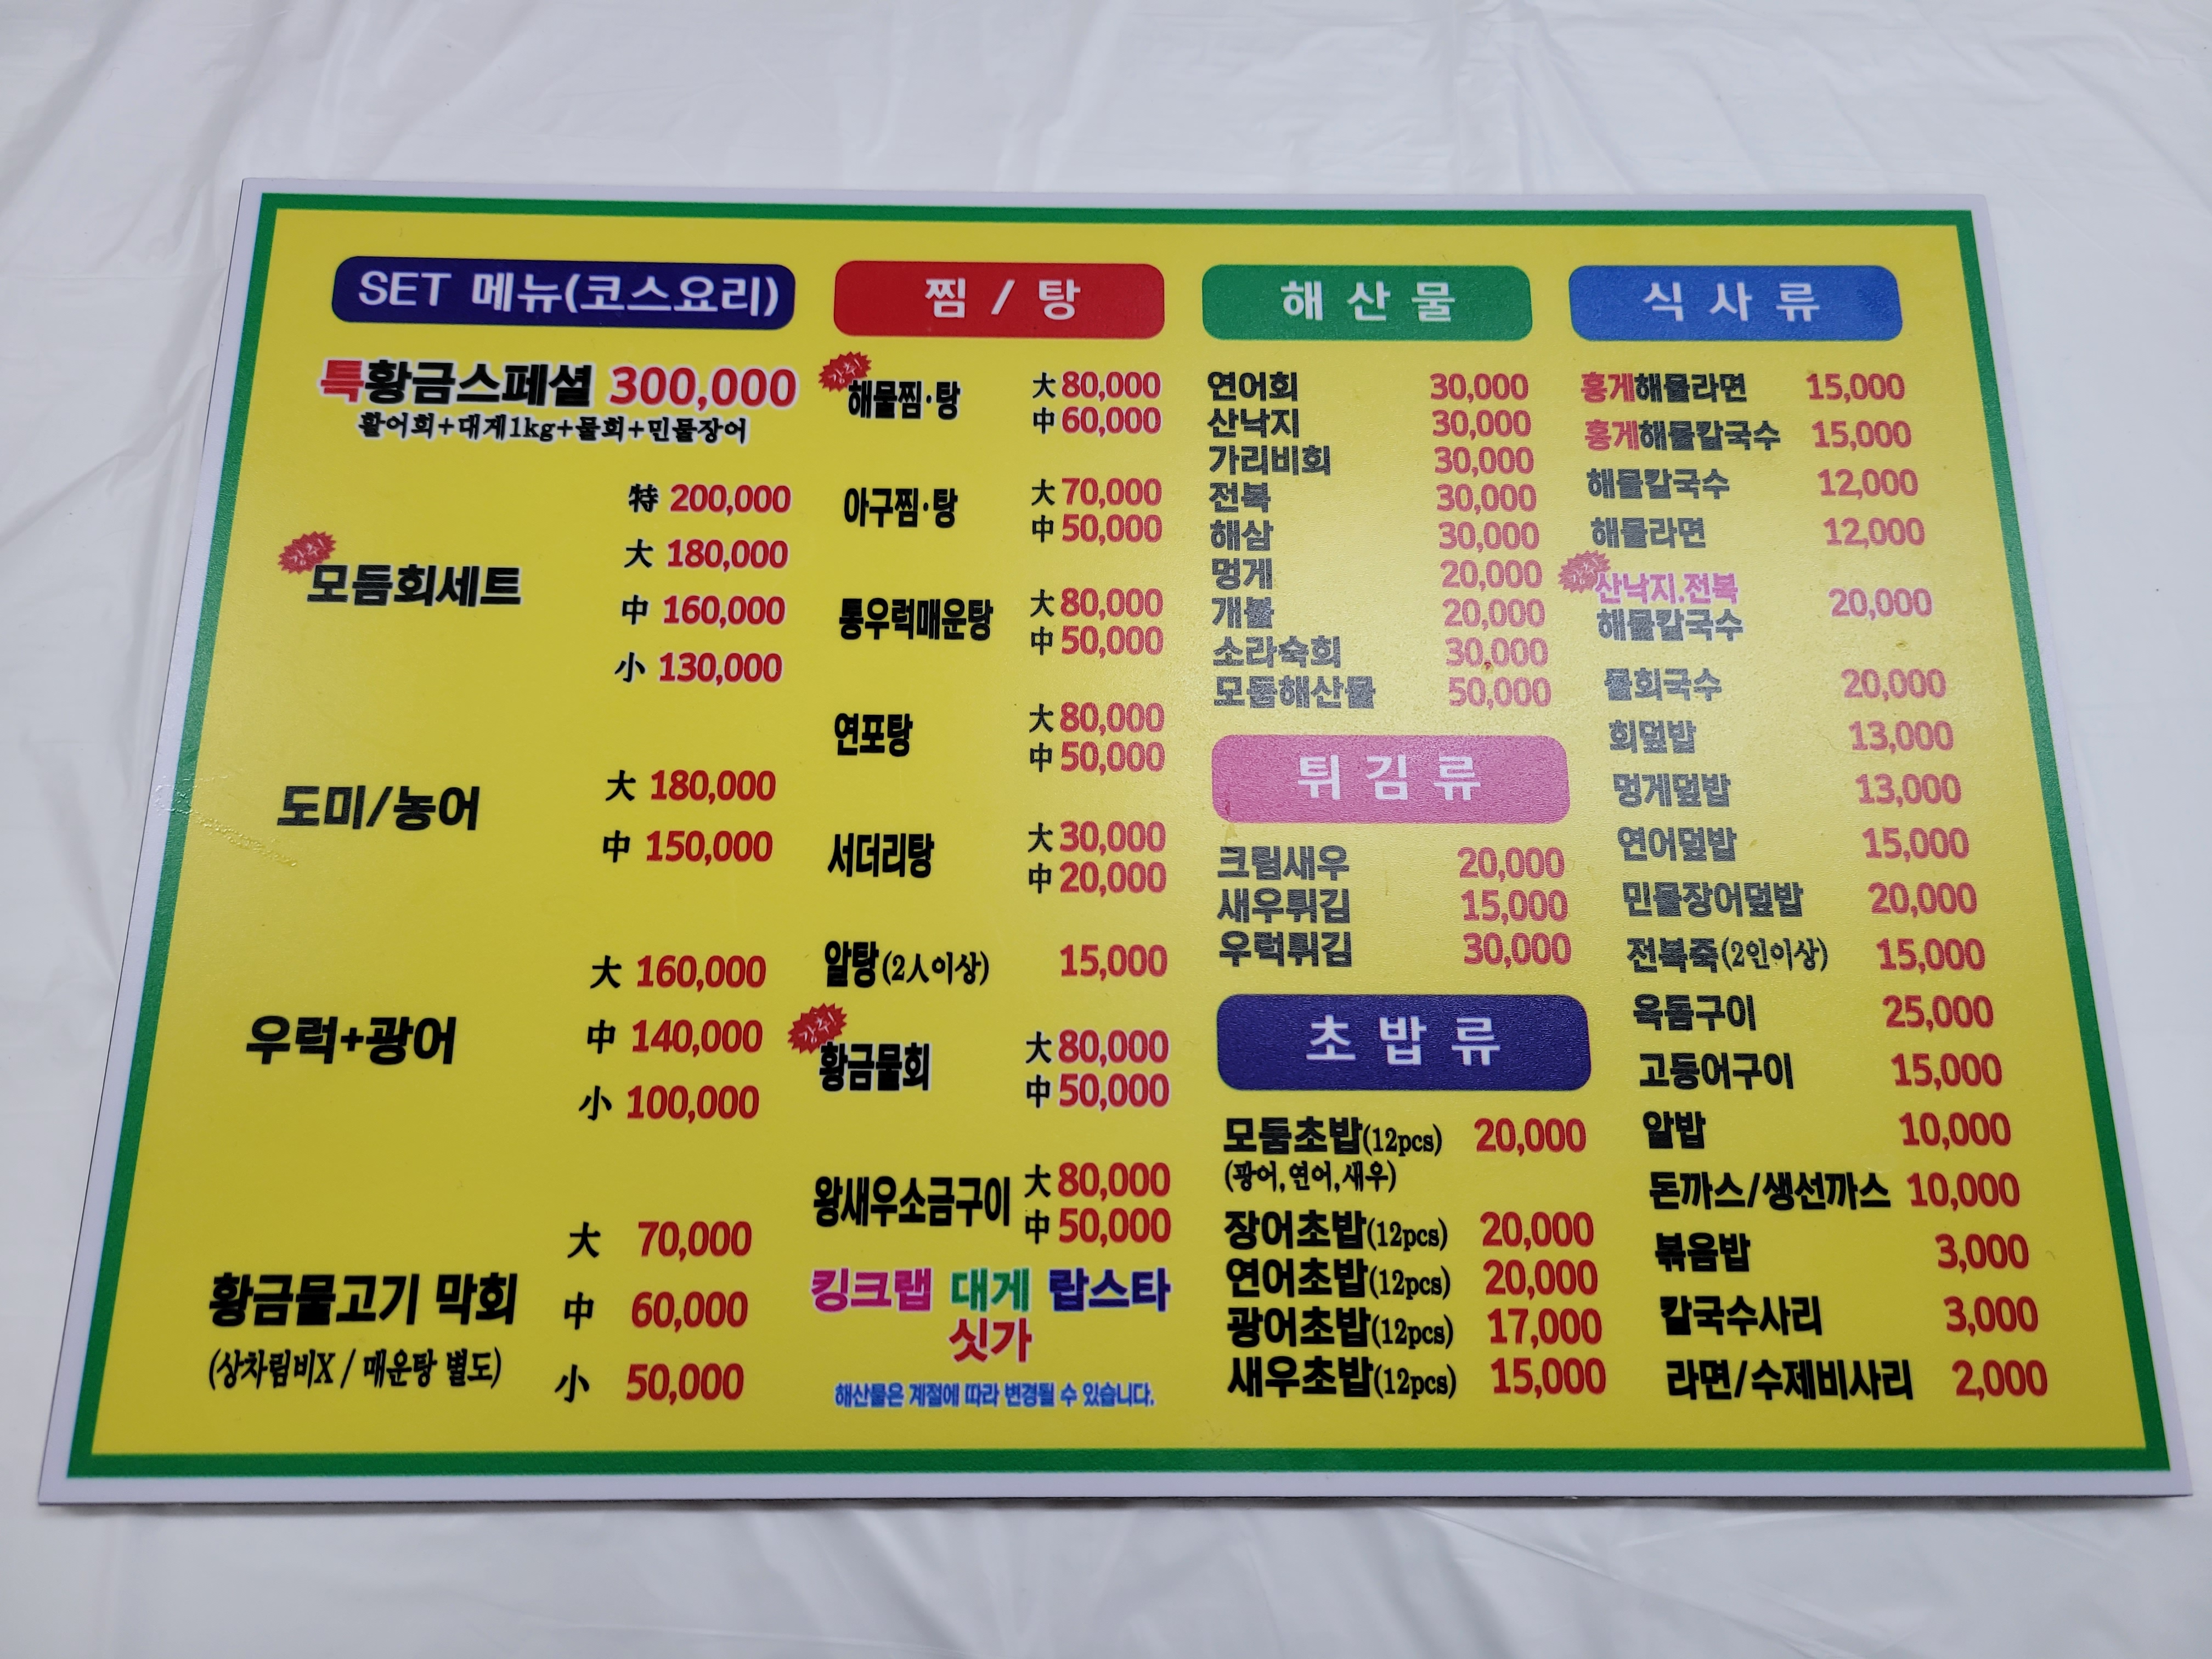 SET 메뉴(코스요리)
특황금스페셜 300,000
활어회+대게1kg+물회+민물장어
강취
모듬회세트
特 200,000
大 180,000
中 160,000
小 130,000
도미/농어
大 180,000
中 150,000
우럭+광어
大 160,000
中 140,000
小 100,000
황금물고기 막회
(상차림비X / 매운탕 별도)
大 70,000
中 60,000
小 50,000
찜 / 탕
해물찜·탕
大 80,000
中 60,000
아구찜·탕
大 70,000
中 50,000
통우럭매운탕
大 80,000
中 50,000
연포탕
大 80,000
中 50,000
서더리탕
大 30,000
中 20,000
알탕(2人이상) 15,000
황금물회
大 80,000
中 50,000
왕새우소금구이
大 80,000
中 50,000
킹크랩 대게 랍스타
싯가
해산물은 계절에 따라 변경될 수 있습니다.
해 산 물
연어회 30,000
산낙지 30,000
가리비회 30,000
전복 30,000
해삼 30,000
멍게 20,000
개불 20,000
소라숙회 30,000
모둠해산물 50,000
튀 김 류
크림새우 20,000
새우튀김 15,000
우럭튀김 30,000
초 밥 류
모둠초밥(12pcs) 20,000
(광어,연어,새우)
장어초밥(12pcs) 20,000
연어초밥(12pcs) 20,000
광어초밥(12pcs) 17,000
새우초밥(12pcs) 15,000
식 사 류
홍게해물라면 15,000
홍게해물칼국수 15,000
해물칼국수 12,000
해물라면 12,000
산낙지.전복
해물칼국수 20,000
물회국수 20,000
회덮밥 13,000
멍게덮밥 13,000
연어덮밥 15,000
민물장어덮밥 20,000
전복죽(2인이상) 15,000
옥돔구이 25,000
고등어구이 15,000
알밥 10,000
돈까스/생선까스 10,000
볶음밥 3,000
칼국수사리 3,000
라면/수제비사리 2,000